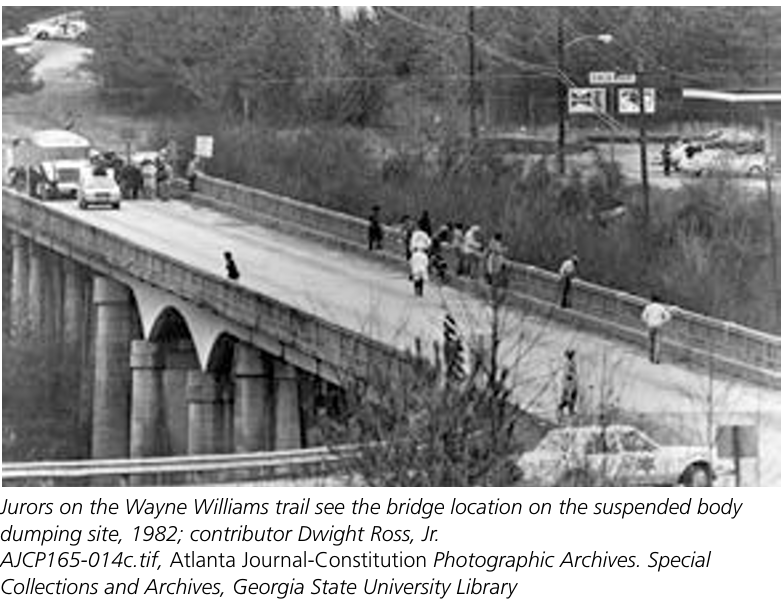 Jurors on the Wayne Williams trail see the bridge location on the suspended body
dumping site, 1982; contributor Dwight Ross, Jr.
AJCP165-014c.tif, Atlanta Journal-Constitution Photographic Archives. Special
Collections and Archives, Georgia State University Library